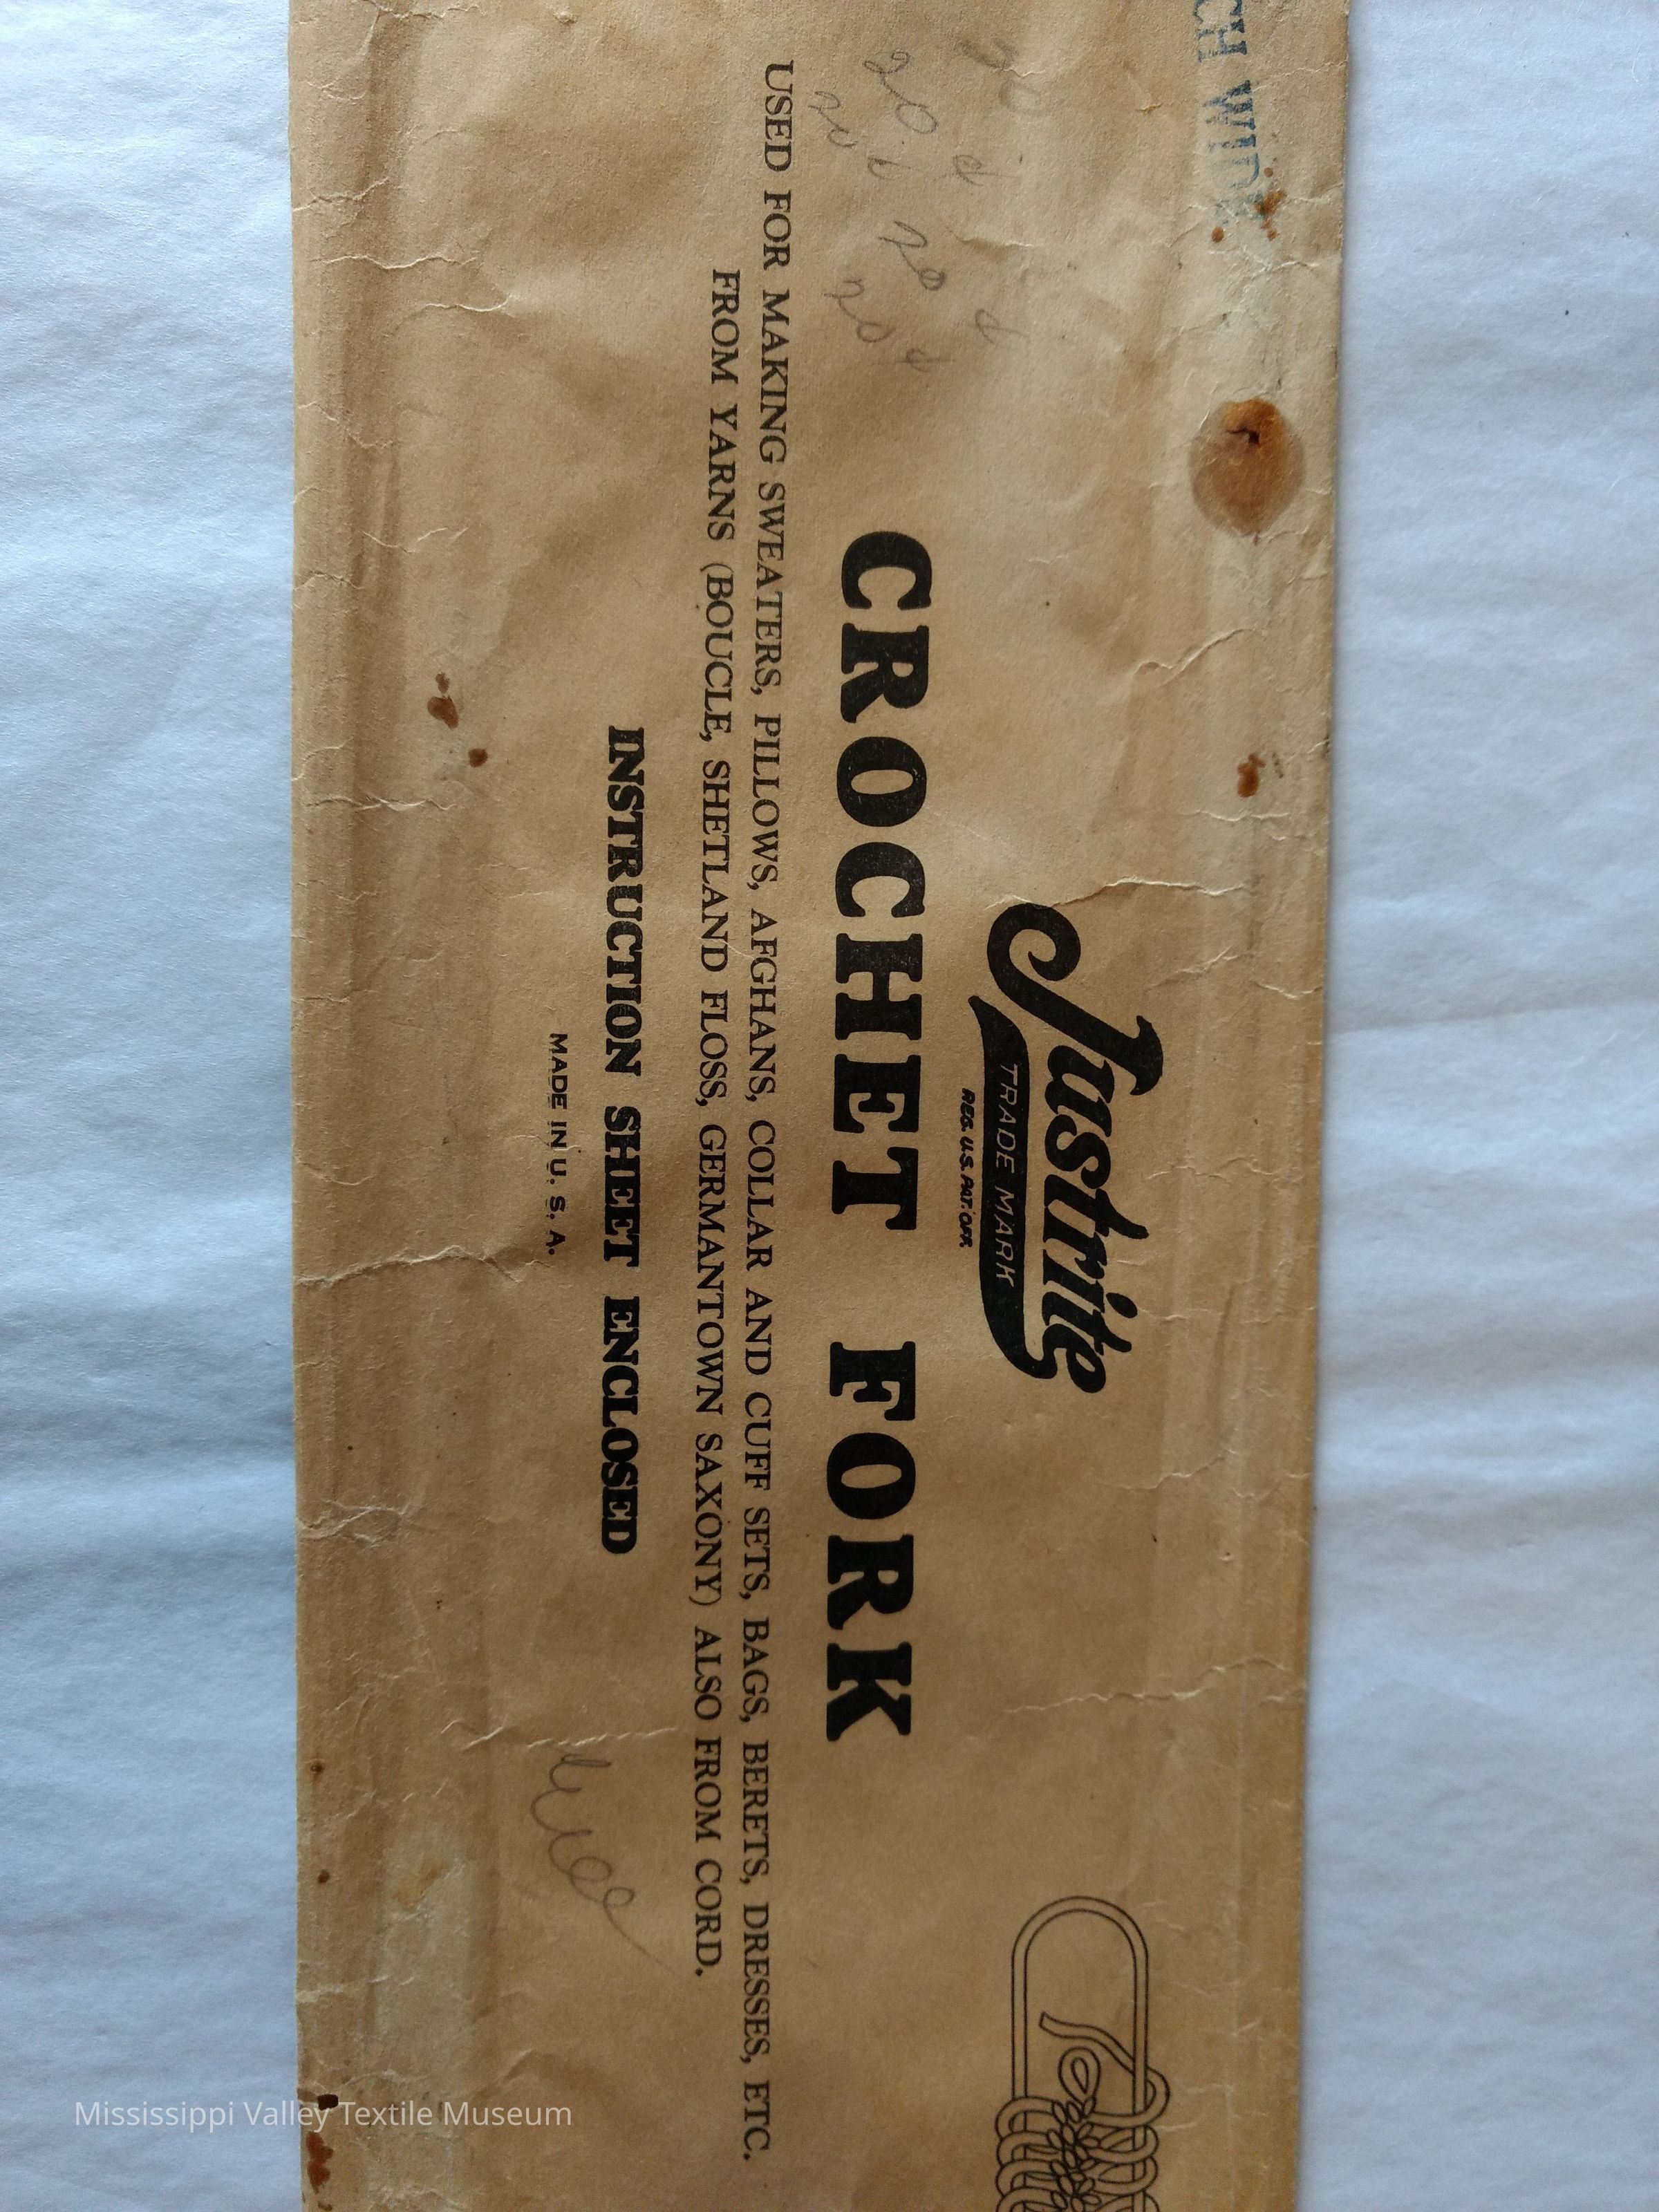 CH WIDE
Justrite
TRADE MARK
REG. U.S. PAT. OFF.
CROCHET FORK
USED FOR MAKING SWEATERS, PILLOWS, AFGHANS, COLLAR AND CUFF SETS, BAGS, BERETS, DRESSES, ETC.
FROM YARNS (BOUCLE, SHETLAND FLOSS, GERMANTOWN SAXONY) ALSO FROM CORD.
INSTRUCTION SHEET ENCLOSED
MADE IN U. S. A.
20
20
20
20
Mississippi Valley Textile Museum